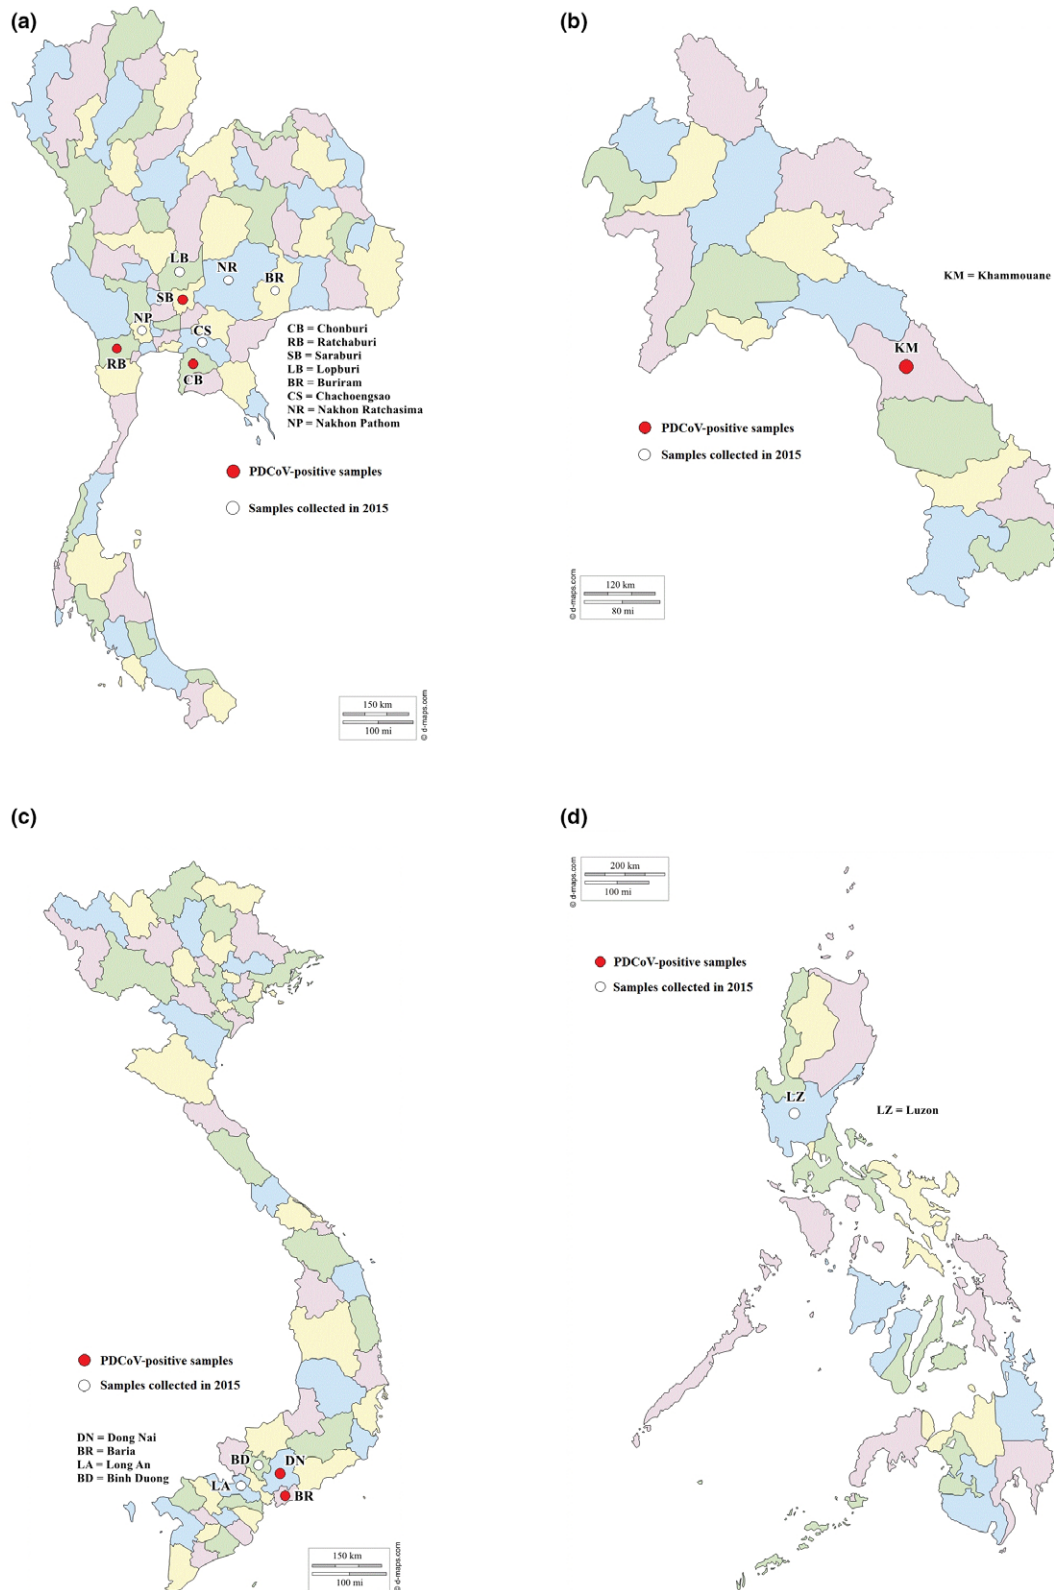 (a)
LB
NR
BR
SB
NP
CS
RB
CB
CB = Chonburi
RB = Ratchaburi
SB = Saraburi
LB = Lopburi
BR = Buriram
CS = Chachoengsao
NR = Nakhon Ratchasima
NP = Nakhon Pathom
PDCoV-positive samples
Samples collected in 2015
150 km
100 mi
© d-maps.com
(b)
KM = Khammouane
KM
PDCoV-positive samples
Samples collected in 2015
120 km
80 mi
© d-maps.com
(c)
PDCoV-positive samples
Samples collected in 2015
DN = Dong Nai
BR = Baria
LA = Long An
BD = Binh Duong
BD
DN
LA
BR
150 km
100 mi
© d-maps.com
(d)
200 km
100 mi
© d-maps.com
PDCoV-positive samples
Samples collected in 2015
LZ
LZ = Luzon